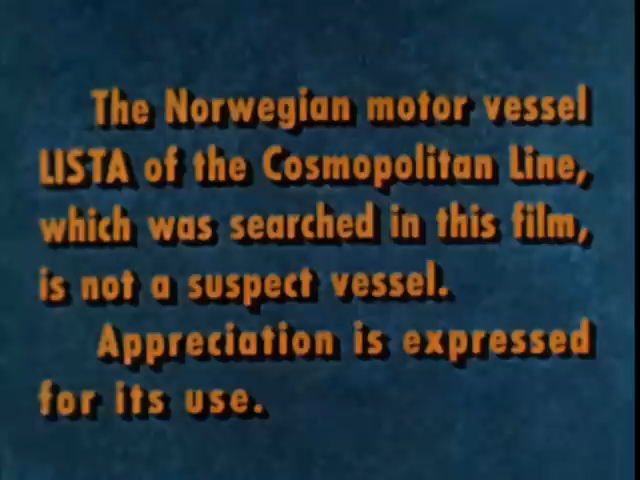 The Norwegian motor vessel
LISTA of the Cosmopolitan Line,
which was searched in this film,
is not a suspect vessel.
Appreciation is expressed
for its use.